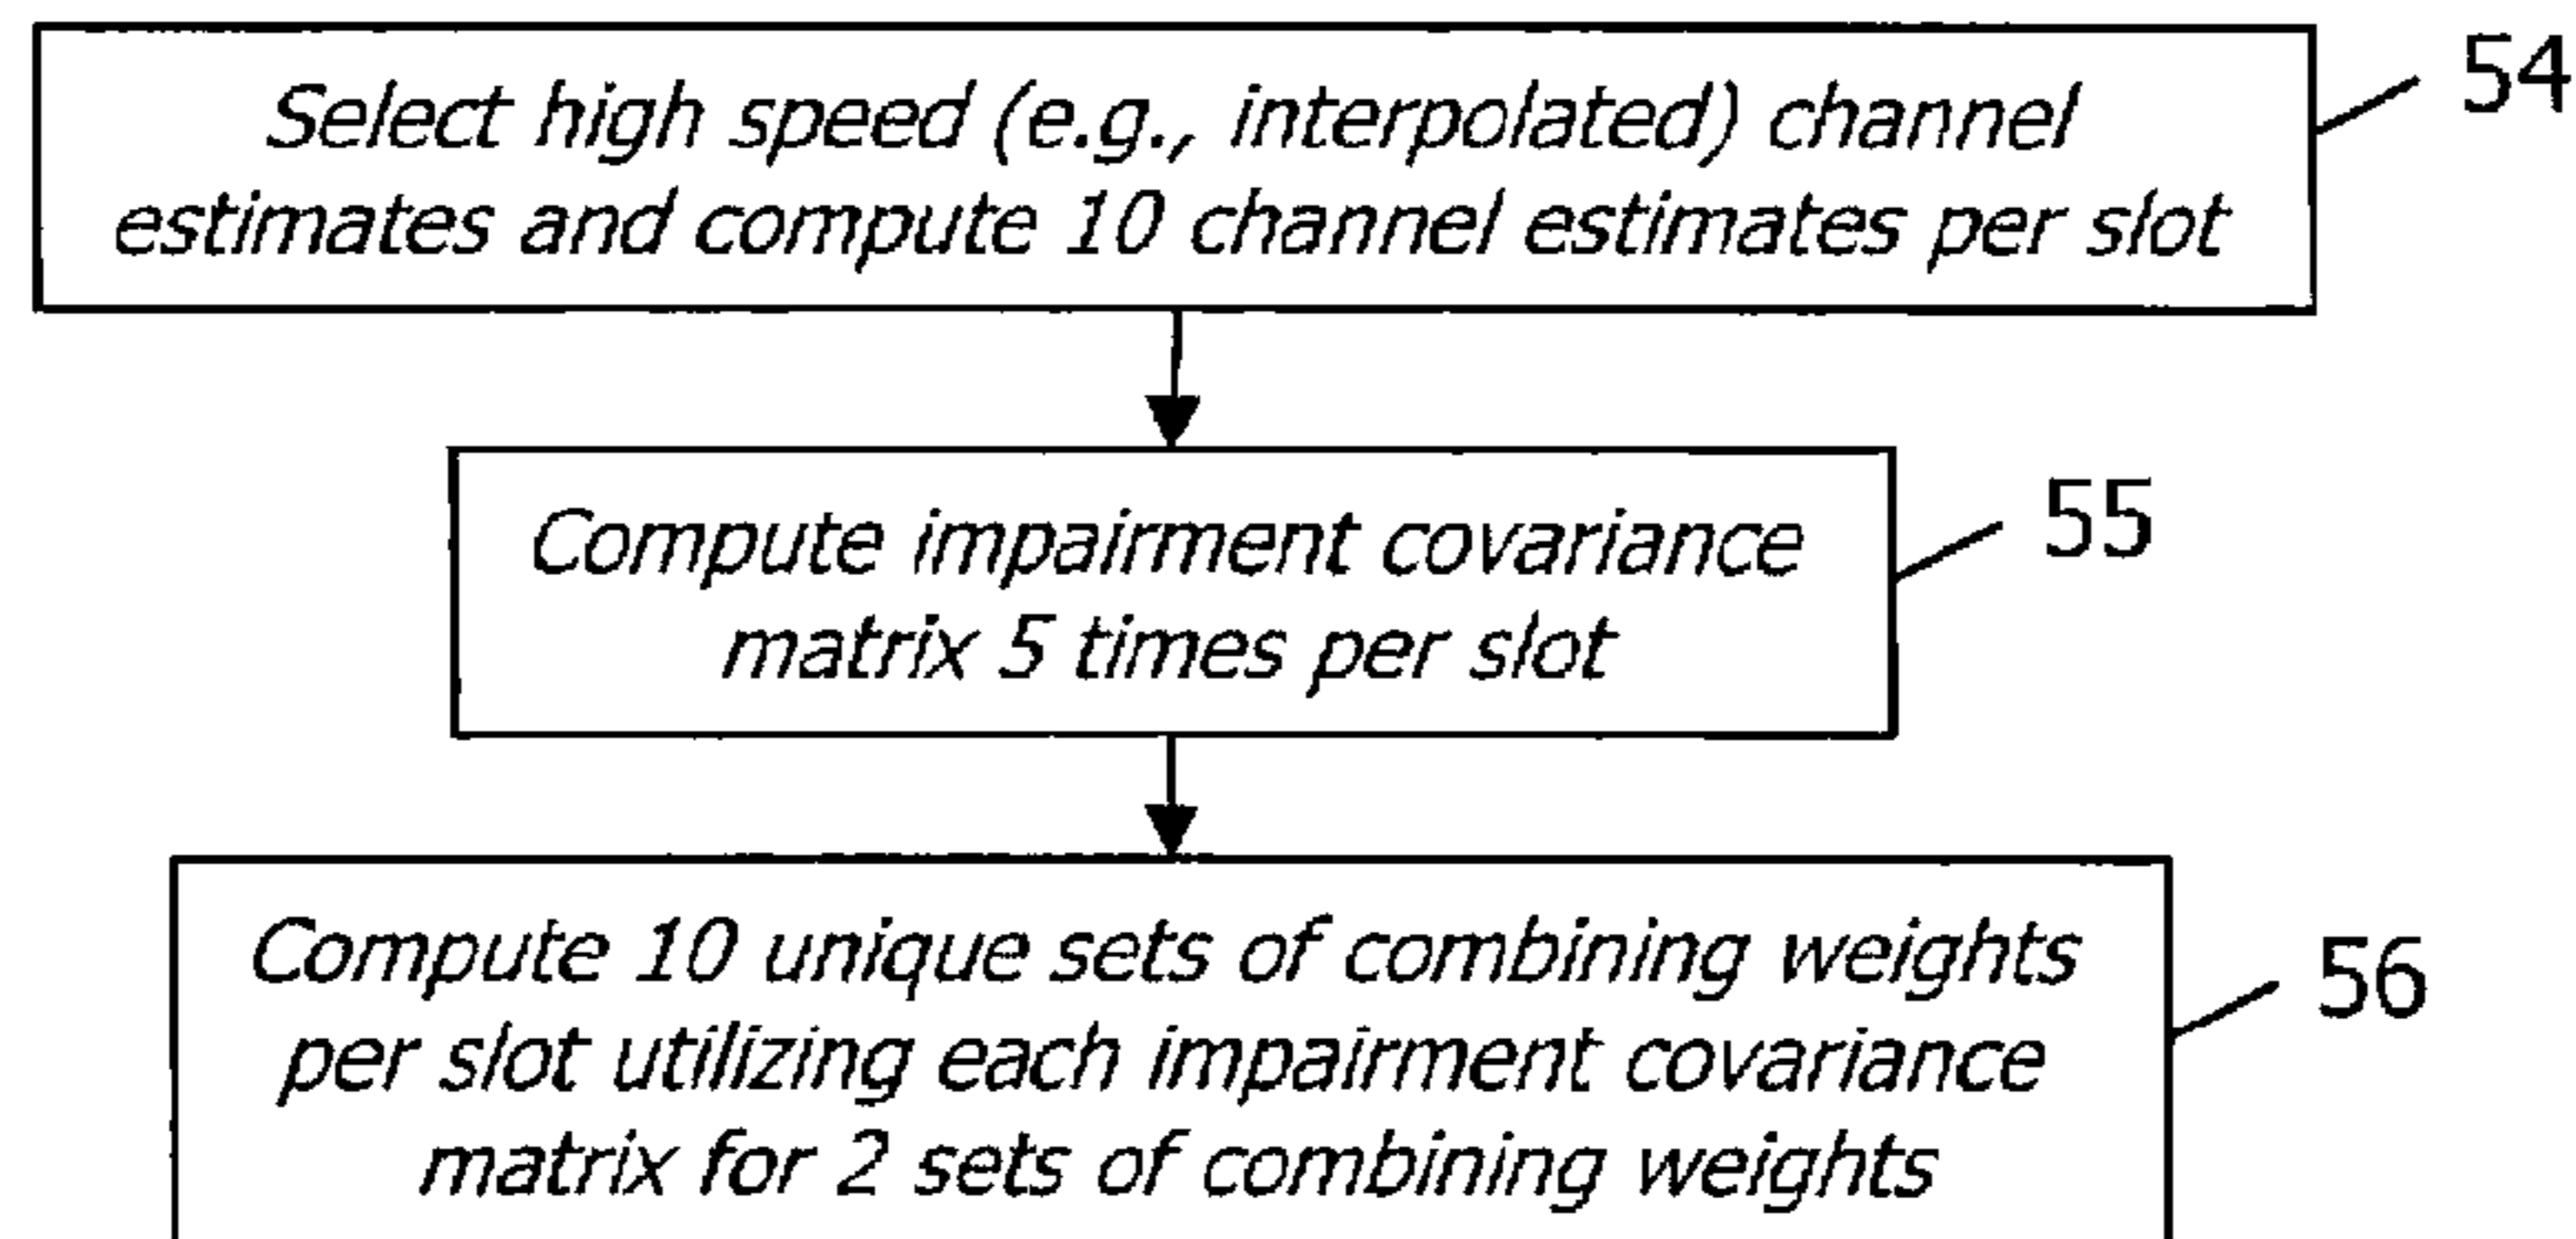 Select high speed (e.g., interpolated) channel
estimates and compute 10 channel estimates per slot
54
Compute impairment covariance
matrix 5 times per slot
55
Compute 10 unique sets of combining weights
per slot utilizing each impairment covariance
matrix for 2 sets of combining weights
56